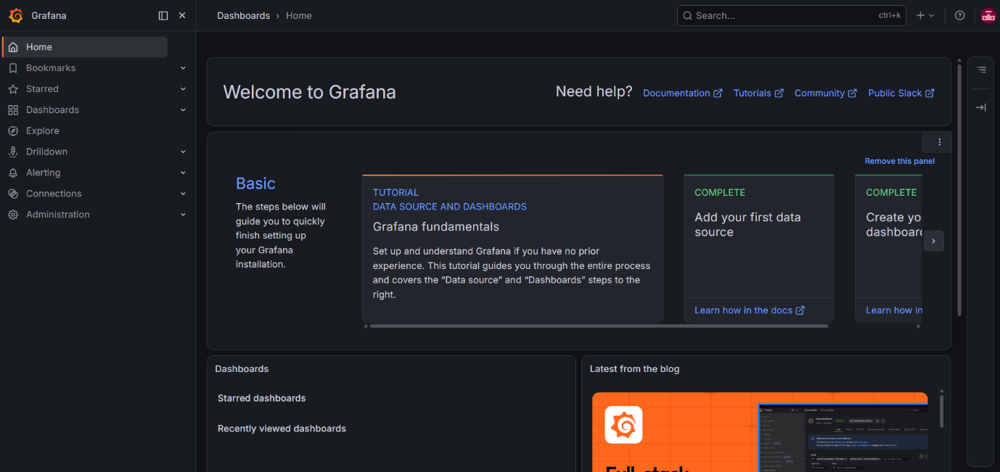 Grafana
Dashboards › Home
Search...
ctrl+k
Home
Bookmarks
Starred
Dashboards
Explore
Drilldown
Alerting
Connections
Administration
Welcome to Grafana
Need help?
Documentation
Tutorials
Community
Public Slack
Remove this panel
Basic
The steps below will
guide you to quickly
finish setting up
your Grafana
installation.
TUTORIAL
DATA SOURCE AND DASHBOARDS
Grafana fundamentals
Set up and understand Grafana if you have no prior
experience. This tutorial guides you through the entire process
and covers the “Data source” and “Dashboards” steps to the
right.
COMPLETE
Add your first data
source
Learn how in the docs
COMPLETE
Create yo
dashboard
Learn how in
Dashboards
Starred dashboards
Recently viewed dashboards
Latest from the blog
Full-stack